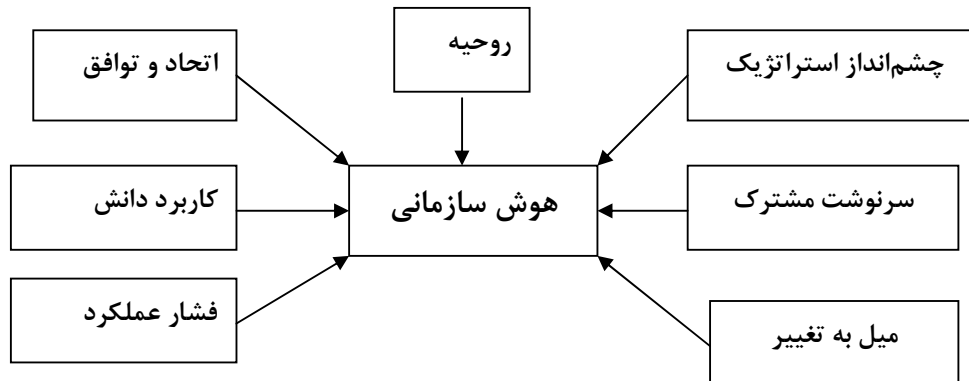 روحیه
چشم‌انداز استراتژیک
اتحاد و توافق
سرنوشت مشترک
هوش سازمانی
کاربرد دانش
میل به تغییر
فشار عملکرد